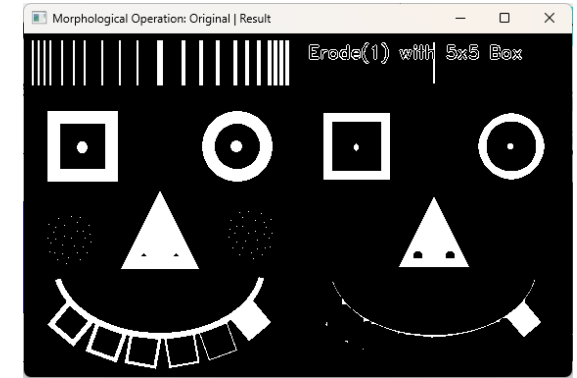 Morphological Operation: Original | Result
Erode(1) with 5x5 Box